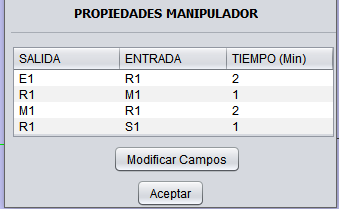 PROPIEDADES MANIPULADOR
SALIDA ENTRADA TIEMPO (Min)
E1 R1 2
R1 M1 1
M1 R1 2
R1 S1 1
Modificar Campos
Aceptar